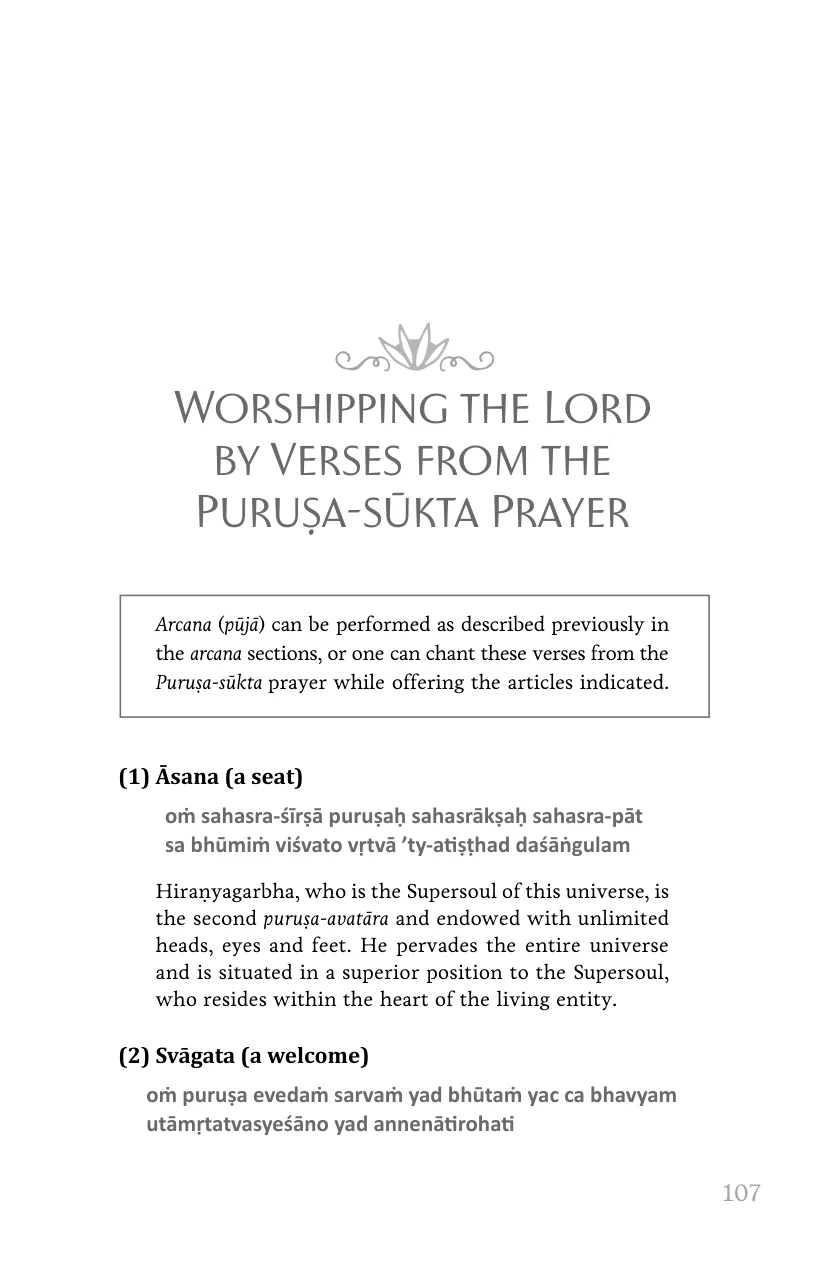 Worshipping the Lord
by Verses from the
Puruṣa-sūkta Prayer
Arcana (pūjā) can be performed as described previously in
the arcana sections, or one can chant these verses from the
Puruṣa-sūkta prayer while offering the articles indicated.
(1) Āsana (a seat)
oṁ sahasra-śīrṣā puruṣaḥ sahasrākṣaḥ sahasra-pāt
sa bhūmiṁ viśvato vṛtvā ’ty-atiṣṭhad daśāṅgulam
Hiraṇyagarbha, who is the Supersoul of this universe, is
the second puruṣa-avatāra and endowed with unlimited
heads, eyes and feet. He pervades the entire universe
and is situated in a superior position to the Supersoul,
who resides within the heart of the living entity.
(2) Svāgata (a welcome)
oṁ puruṣa evedaṁ sarvaṁ yad bhūtaṁ yac ca bhavyam
utāmṛtatvasyeśāno yad annenātirohati
107